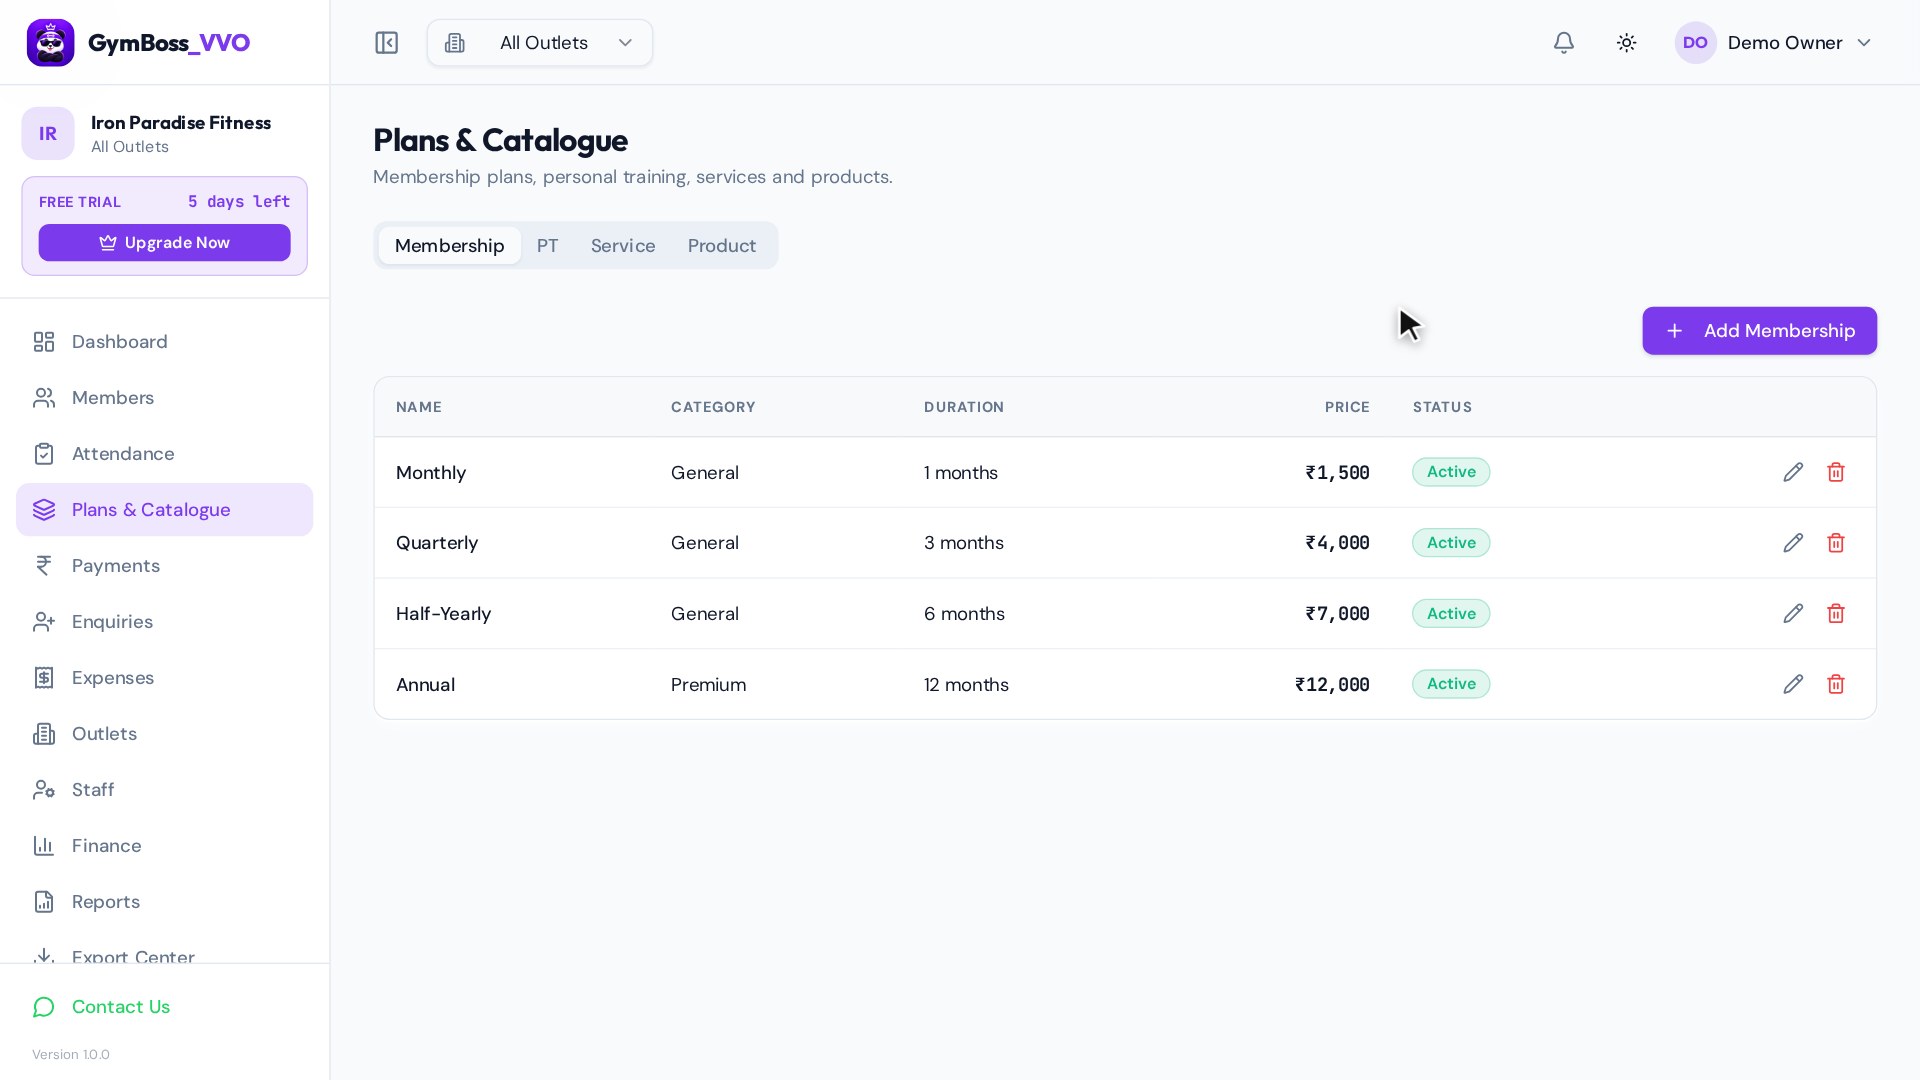 GymBoss_VVO
All Outlets
DO
Demo Owner
IR
Iron Paradise Fitness
All Outlets
FREE TRIAL
5 days left
Upgrade Now
Dashboard
Members
Attendance
Plans & Catalogue
Payments
Enquiries
Expenses
Outlets
Staff
Finance
Reports
Export Center
Contact Us
Version 1.0.0
Plans & Catalogue
Membership plans, personal training, services and products.
Membership PT Service Product
+ Add Membership
NAME CATEGORY DURATION PRICE STATUS
Monthly General 1 months ₹1,500 Active
Quarterly General 3 months ₹4,000 Active
Half-Yearly General 6 months ₹7,000 Active
Annual Premium 12 months ₹12,000 Active